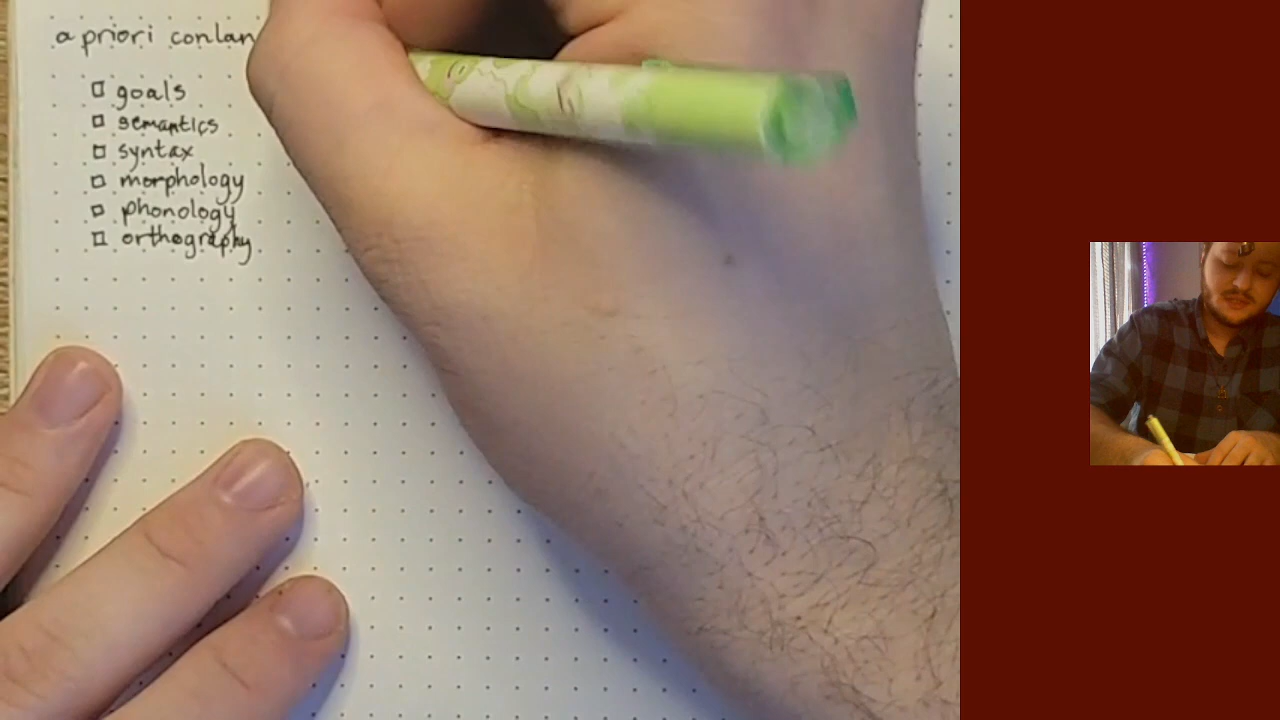 a priori conlan
goals
semantics
syntax
morphology
phonology
orthography